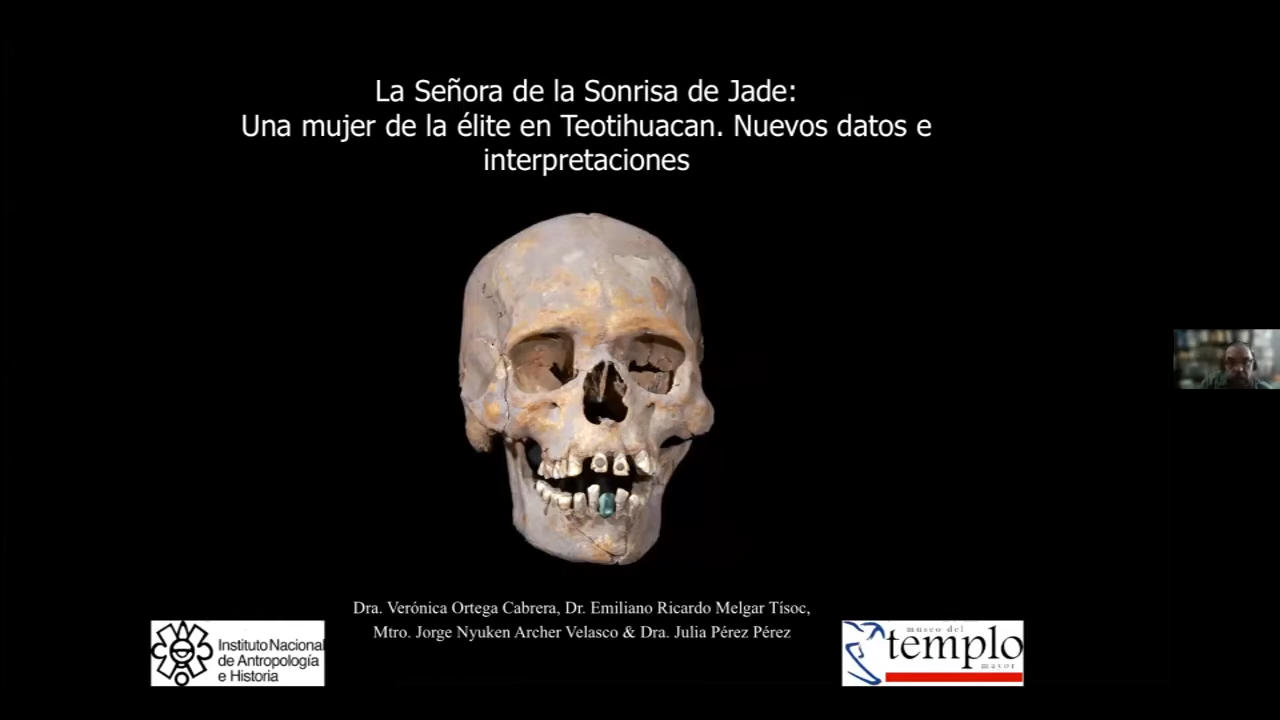 La Señora de la Sonrisa de Jade:
Una mujer de la élite en Teotihuacan. Nuevos datos e
interpretaciones
Dra. Verónica Ortega Cabrera, Dr. Emiliano Ricardo Melgar Tísoc,
Mtro. Jorge Nyuken Archer Velasco & Dra. Julia Pérez Pérez
Instituto Nacional
de Antropología
e Historia
museo del
templo
mayor